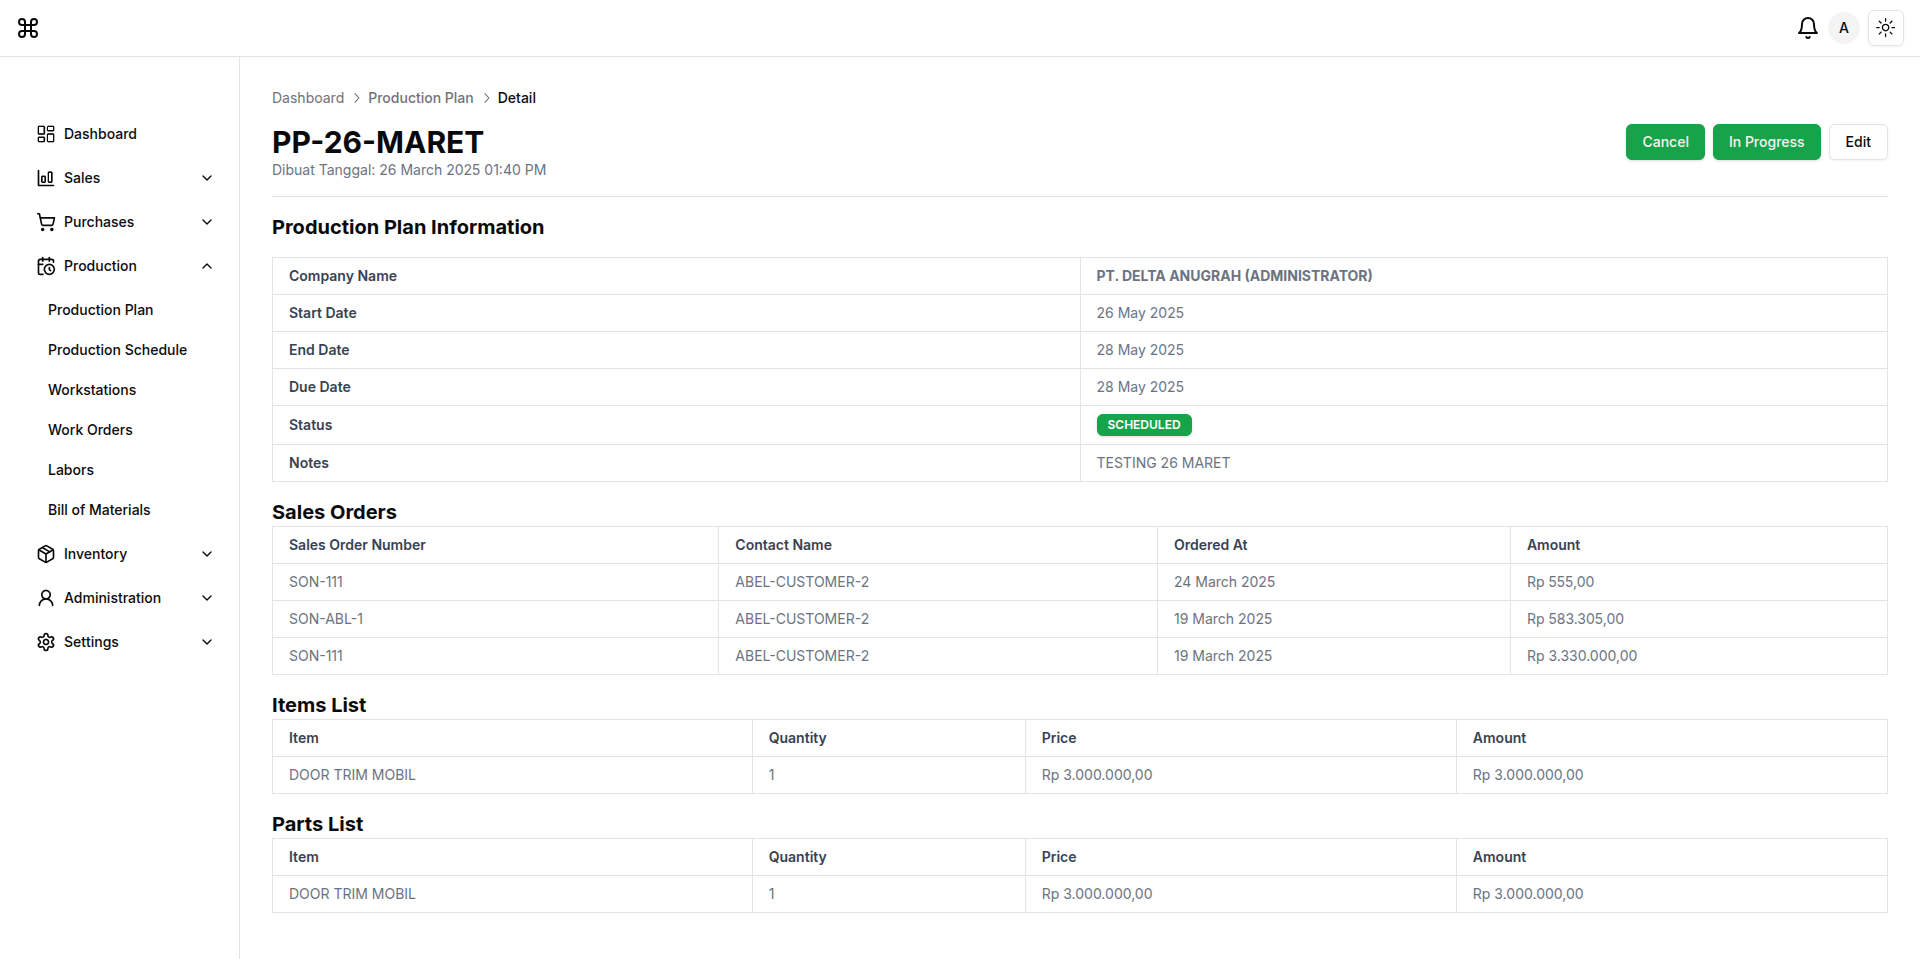 A
Dashboard
Sales
Purchases
Production
Production Plan
Production Schedule
Workstations
Work Orders
Labors
Bill of Materials
Inventory
Administration
Settings
Dashboard > Production Plan > Detail
PP-26-MARET
Dibuat Tanggal: 26 March 2025 01:40 PM
Cancel In Progress Edit
Production Plan Information
Company Name PT. DELTA ANUGRAH (ADMINISTRATOR)
Start Date 26 May 2025
End Date 28 May 2025
Due Date 28 May 2025
Status SCHEDULED
Notes TESTING 26 MARET
Sales Orders
Sales Order Number Contact Name Ordered At Amount
SON-111 ABEL-CUSTOMER-2 24 March 2025 Rp 555,00
SON-ABL-1 ABEL-CUSTOMER-2 19 March 2025 Rp 583.305,00
SON-111 ABEL-CUSTOMER-2 19 March 2025 Rp 3.330.000,00
Items List
Item Quantity Price Amount
DOOR TRIM MOBIL 1 Rp 3.000.000,00 Rp 3.000.000,00
Parts List
Item Quantity Price Amount
DOOR TRIM MOBIL 1 Rp 3.000.000,00 Rp 3.000.000,00